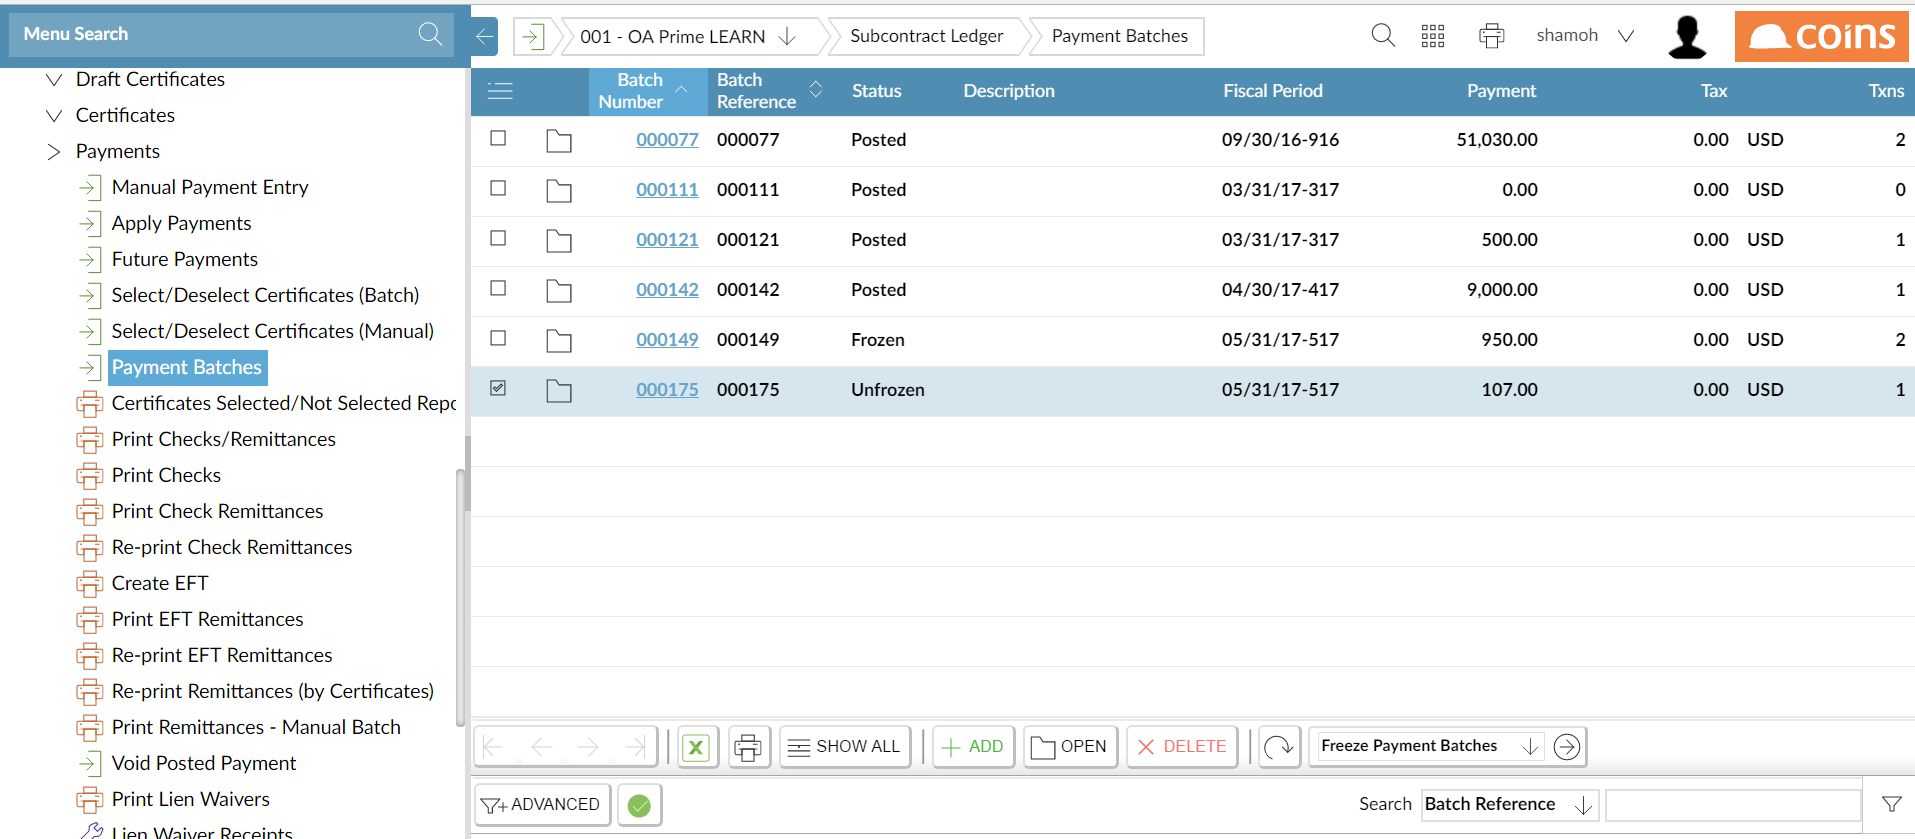 Menu Search
001 - OA Prime LEARN
Subcontract Ledger
Payment Batches
shamoh
coins
Draft Certificates
Certificates
Payments
Manual Payment Entry
Apply Payments
Future Payments
Select/Deselect Certificates (Batch)
Select/Deselect Certificates (Manual)
Payment Batches
Certificates Selected/Not Selected Repo
Print Checks/Remittances
Print Checks
Print Check Remittances
Re-print Check Remittances
Create EFT
Print EFT Remittances
Re-print EFT Remittances
Re-print Remittances (by Certificates)
Print Remittances - Manual Batch
Void Posted Payment
Print Lien Waivers
Lien Waiver Receipts
Batch Number Batch Reference Status Description Fiscal Period Payment Tax Txns
000077 000077 Posted 09/30/16-916 51,030.00 0.00 USD 2
000111 000111 Posted 03/31/17-317 0.00 0.00 USD 0
000121 000121 Posted 03/31/17-317 500.00 0.00 USD 1
000142 000142 Posted 04/30/17-417 9,000.00 0.00 USD 1
000149 000149 Frozen 05/31/17-517 950.00 0.00 USD 2
000175 000175 Unfrozen 05/31/17-517 107.00 0.00 USD 1
X SHOW ALL ADD OPEN DELETE Freeze Payment Batches
ADVANCED Search Batch Reference